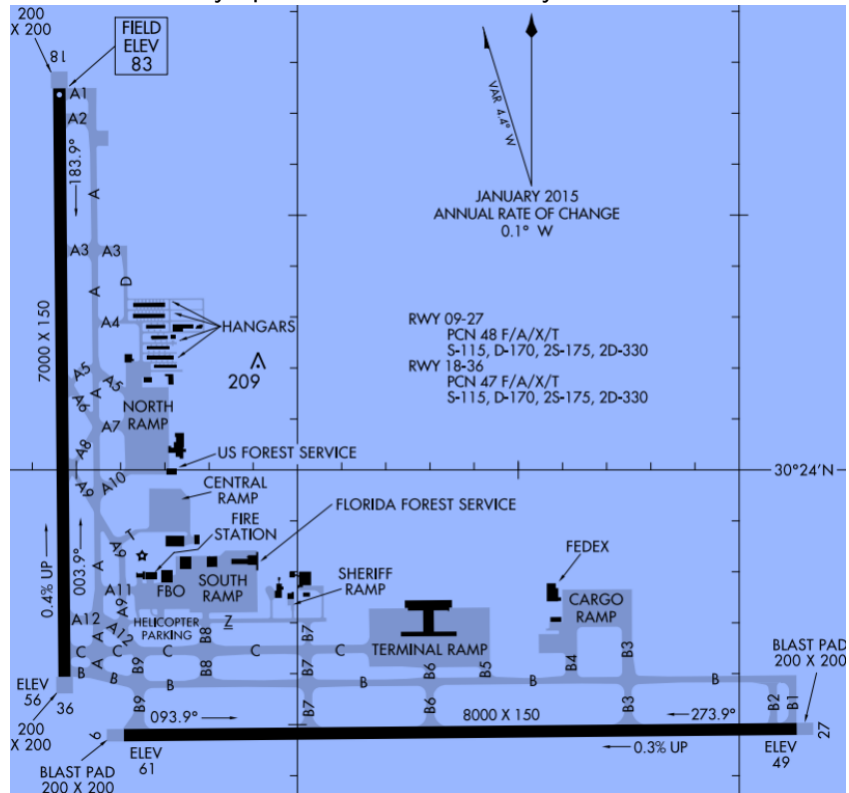 200
X 200
18
FIELD
ELEV
83
A1
A2
183.9°
A
VAR 4.4° W
JANUARY 2015
ANNUAL RATE OF CHANGE
0.1° W
A3
A3
D
A
A4
HANGARS
7000 X 150
RWY 09-27
PCN 48 F/A/X/T
S-115, D-170, 2S-175, 2D-330
RWY 18-36
PCN 47 F/A/X/T
S-115, D-170, 2S-175, 2D-330
209
A5
A5
A
A6
NORTH
RAMP
A7
A8
US FOREST SERVICE
30°24'N
A10
A9
CENTRAL
RAMP
FLORIDA FOREST SERVICE
FIRE
STATION
T
A9
0.4% UP
003.9°
A
A11
A9
FBO
SOUTH
RAMP
SHERIFF
RAMP
FEDEX
CARGO
RAMP
A12
A12
HELICOPTER
PARKING
Z
B8
B7
TERMINAL RAMP
A
C
C
C
C
A
B
B
B9
B8
B7
B6
B5
B4
B3
B
B
B
B
BLAST PAD
200 X 200
ELEV
56
36
200
X 200
B9
B7
B6
B3
B2
B1
093.9°
8000 X 150
273.9°
9
27
ELEV
61
0.3% UP
ELEV
49
BLAST PAD
200 X 200